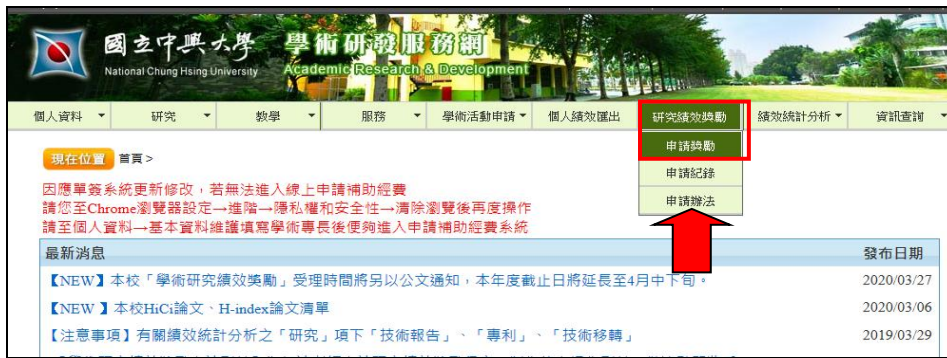 國立中興大學 學術研發服務網
National Chung Hsing University Academic Research & Development
個人資料 研究 教學 服務 學術活動申請 個人績效匯出 研究績效獎勵 績效統計分析 資訊查詢
申請獎勵
申請紀錄
申請辦法
現在位置 首頁 >
因應單簽系統更新修改，若無法進入線上申請補助經費
請您至Chrome瀏覽器設定→進階→隱私權和安全性→清除瀏覽後再度操作
請至個人資料→基本資料維護填寫學術專長後便夠進入申請補助經費系統
最新消息 發布日期
【NEW】本校「學術研究績效獎勵」受理時間將另以公文通知，本年度截止日將延長至4月中下旬。 2020/03/27
【NEW 】本校HiCi論文、H-index論文清單 2020/03/06
【注意事項】有關績效統計分析之「研究」項下「技術報告」、「專利」、「技術移轉」 2019/03/29